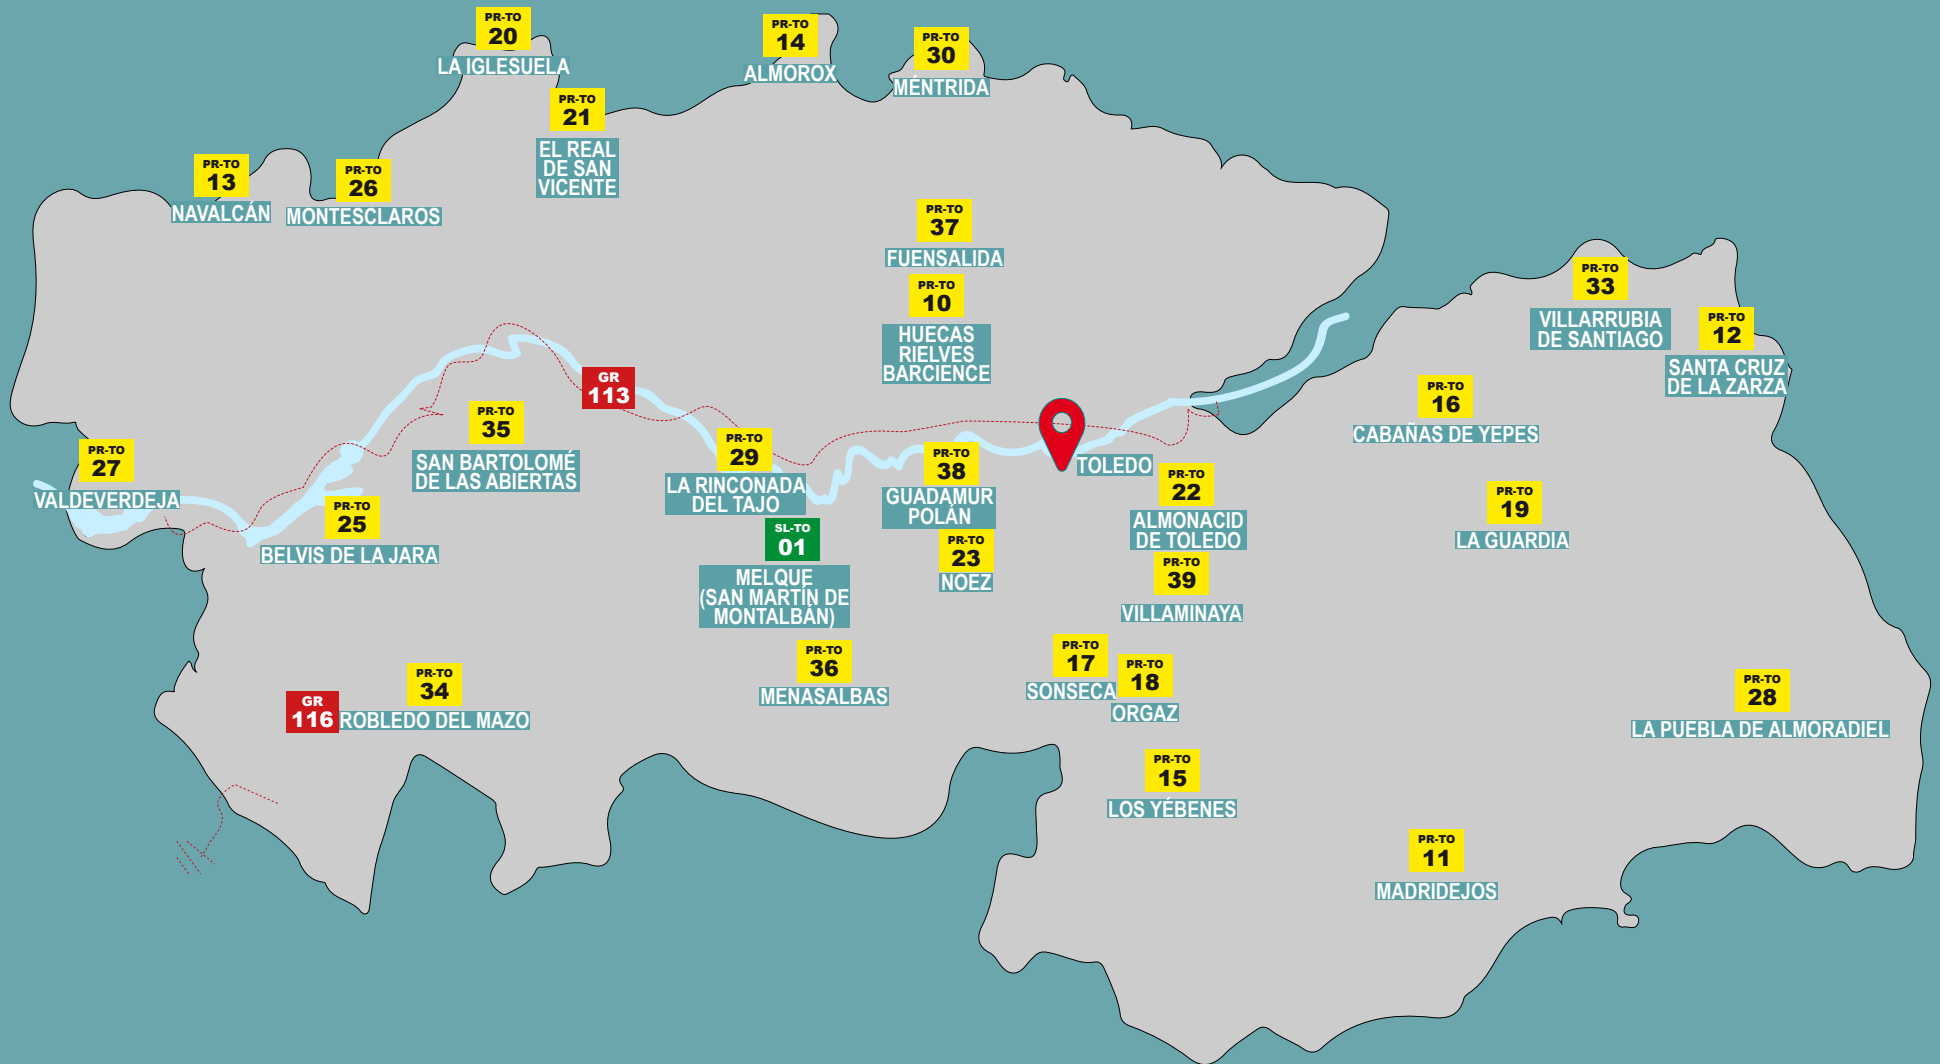 PR-TO
20
LA IGLESUELA
PR-TO
14
ALMOROX
PR-TO
30
MÉNTRIDA
PR-TO
21
EL REAL
DE SAN
VICENTE
PR-TO
13
NAVALCÁN
PR-TO
26
MONTESCLAROS
PR-TO
37
FUENSALIDA
PR-TO
10
HUECAS
RIELVES
BARCIENCE
PR-TO
33
VILLARRUBIA
DE SANTIAGO
PR-TO
12
SANTA CRUZ
DE LA ZARZA
GR
113
PR-TO
16
CABAÑAS DE YEPES
PR-TO
35
SAN BARTOLOMÉ
DE LAS ABIERTAS
PR-TO
27
VALDEVERDEJA
PR-TO
29
LA RINCONADA
DEL TAJO
PR-TO
38
GUADAMUR
POLÁN
TOLEDO
PR-TO
22
ALMONACID
DE TOLEDO
PR-TO
19
LA GUARDIA
PR-TO
25
BELVIS DE LA JARA
SL-TO
01
MELQUE
(SAN MARTÍN DE
MONTALBÁN)
PR-TO
23
NOEZ
PR-TO
39
VILLAMINAYA
PR-TO
36
MENASALBAS
PR-TO
17
SONSECA
PR-TO
18
ORGAZ
PR-TO
34
ROBLEDO DEL MAZO
GR
116
PR-TO
28
LA PUEBLA DE ALMORADIEL
PR-TO
15
LOS YÉBENES
PR-TO
11
MADRIDEJOS